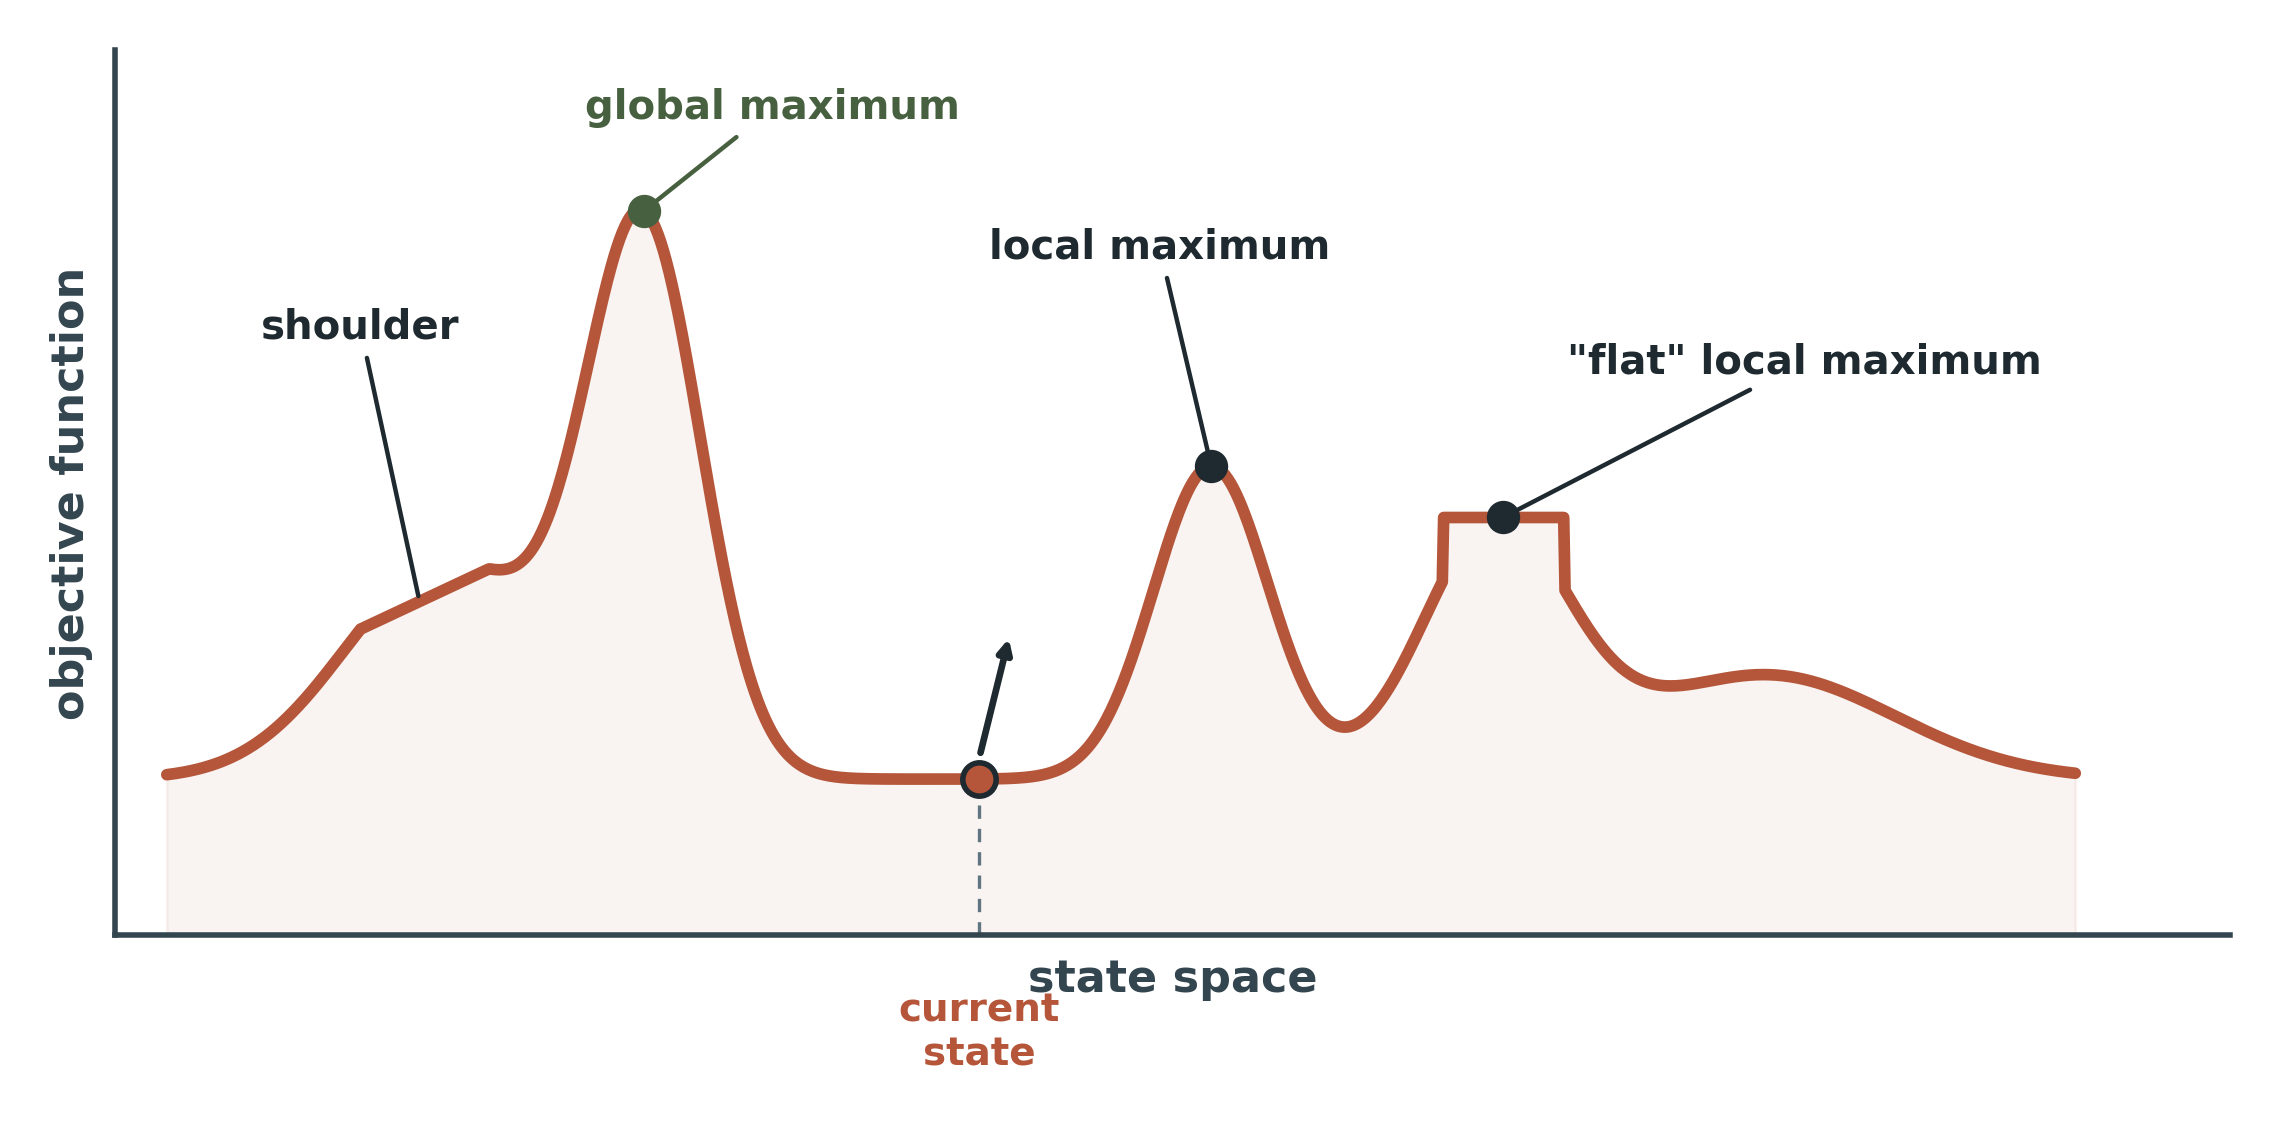 global maximum
local maximum
shoulder
"flat" local maximum
objective function
state space
current
state